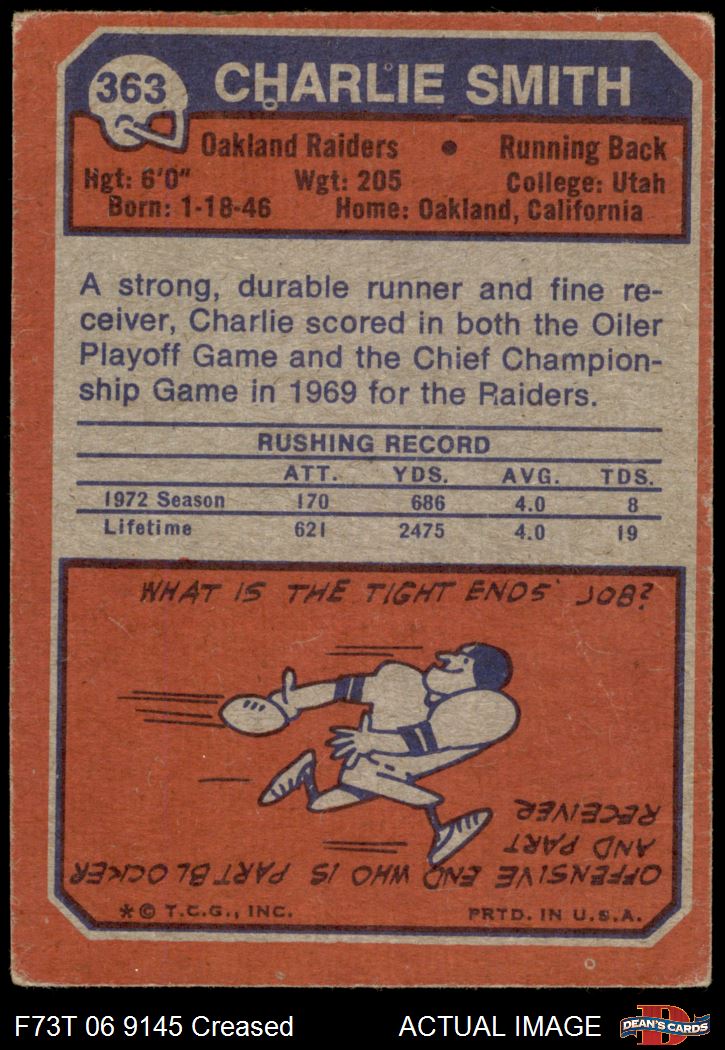 363 CHARLIE SMITH
Oakland Raiders • Running Back
Hgt: 6'0" Wgt: 205 College: Utah
Born: 1-18-46 Home: Oakland, California
A strong, durable runner and fine re-
ceiver, Charlie scored in both the Oiler
Playoff Game and the Chief Champion-
ship Game in 1969 for the Raiders.
RUSHING RECORD
ATT. YDS. AVG. TDS.
1972 Season 170 686 4.0 8
Lifetime 621 2475 4.0 19
WHAT IS THE TIGHT ENDS' JOB?
OFFENSIVE END WHO IS PART BLOCKER
AND PART
RECEIVER
*© T.C.G., INC. PRTD. IN U.S.A.
F73T 06 9145 Creased ACTUAL IMAGE
D
DEAN'S CARDS